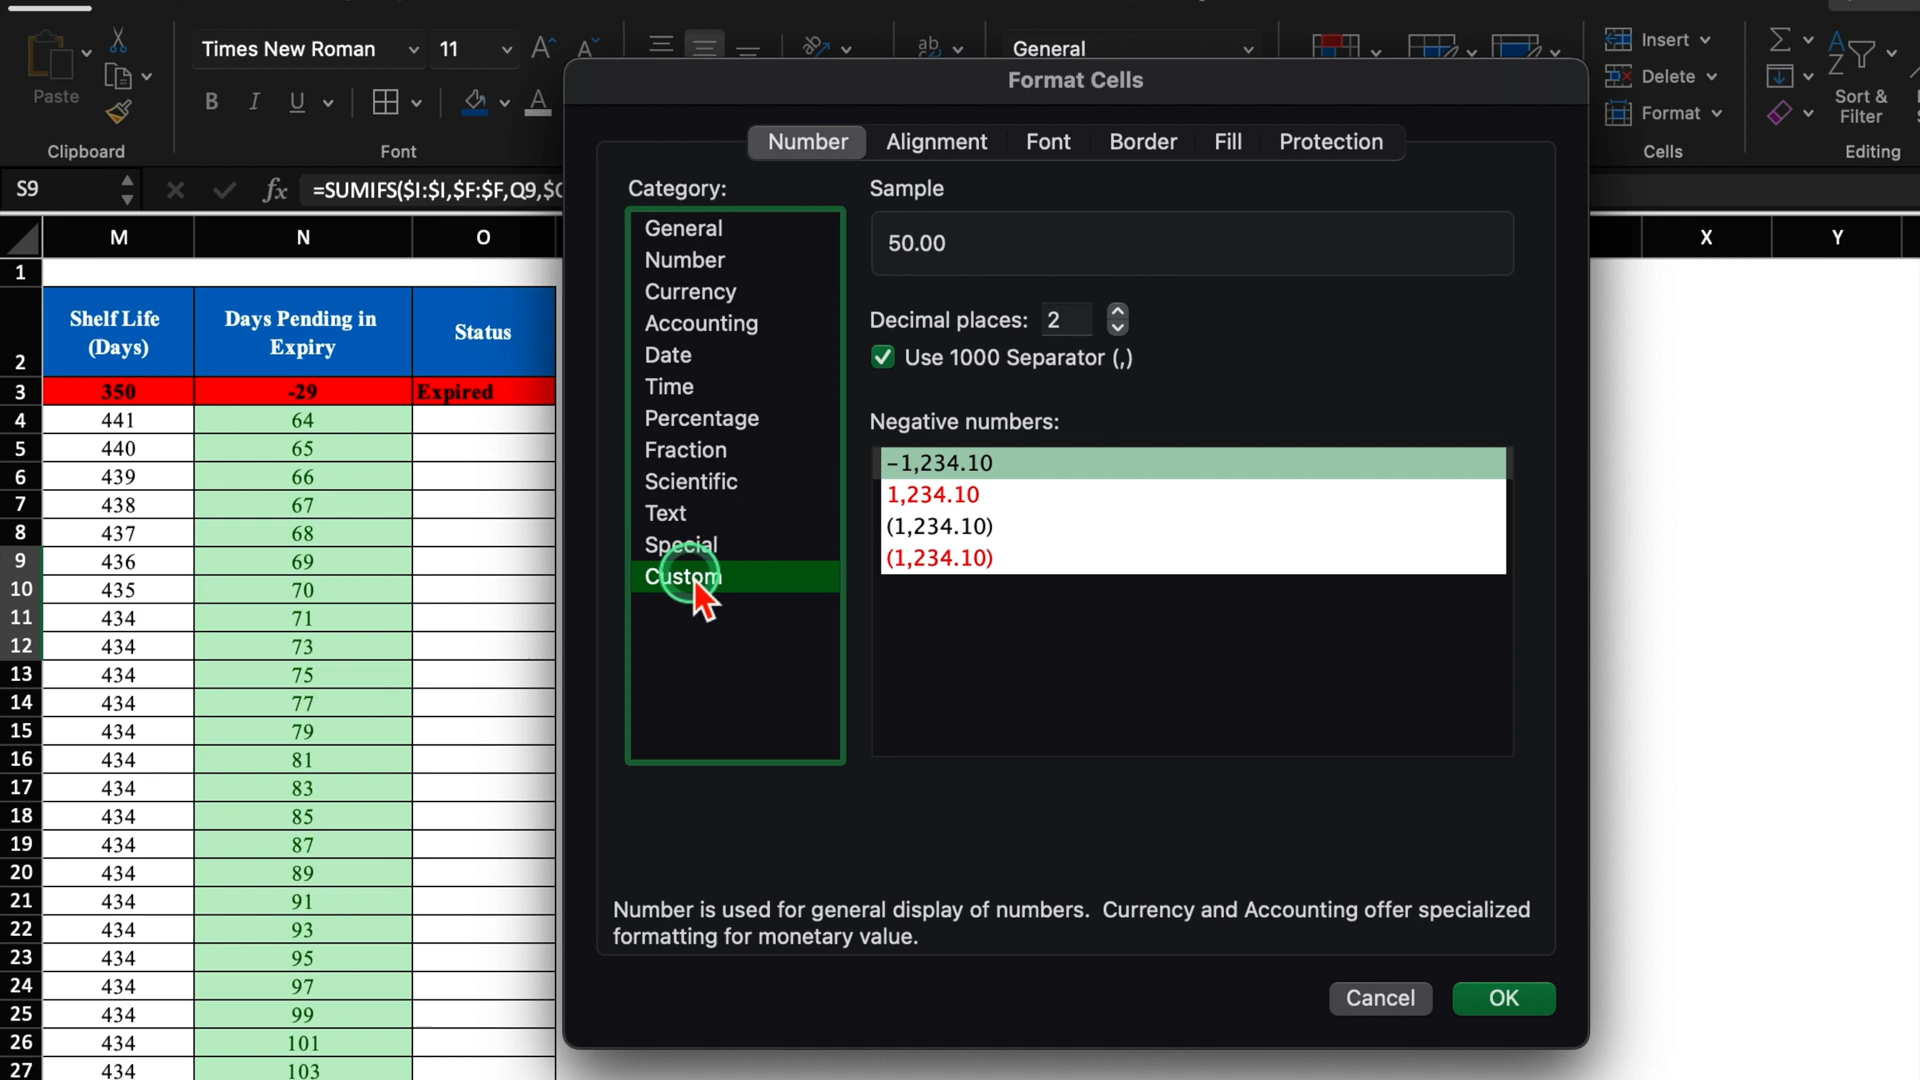 Times New Roman 11 General
Insert
Delete
Format
Paste
B I U A
Sort &
Filter
Clipboard Font Cells Editing
S9 fx =SUMIFS($I:$I,$F:$F,Q9,$
M N O X Y
1
2 Shelf Life (Days) Days Pending in Expiry Status
3 350 -29 Expired
4 441 64
5 440 65
6 439 66
7 438 67
8 437 68
9 436 69
10 435 70
11 434 71
12 434 73
13 434 75
14 434 77
15 434 79
16 434 81
17 434 83
18 434 85
19 434 87
20 434 89
21 434 91
22 434 93
23 434 95
24 434 97
25 434 99
26 434 101
27 434 103
Format Cells
Number Alignment Font Border Fill Protection
Category:
General
Number
Currency
Accounting
Date
Time
Percentage
Fraction
Scientific
Text
Special
Custom
Sample
50.00
Decimal places: 2
Use 1000 Separator (,)
Negative numbers:
-1,234.10
1,234.10
(1,234.10)
(1,234.10)
Number is used for general display of numbers. Currency and Accounting offer specialized
formatting for monetary value.
Cancel OK